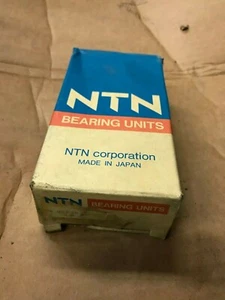 NTN
BEARING UNITS
NTN corporation
MADE IN JAPAN
NTN
BEARING UNITS